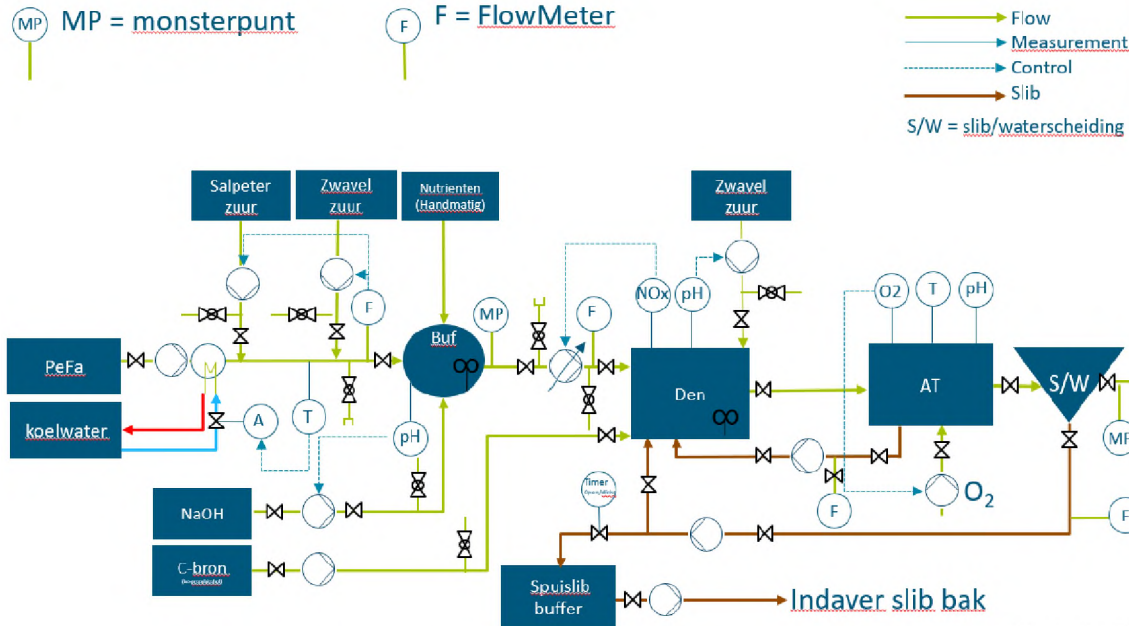 MP
MP = monsterpunt
F
F = FlowMeter
Flow
Measurement
Control
Slib
S/W = slib/waterscheiding
Salpeter
zuur
Zwavel
zuur
Nutrienten
(Handmatig)
Zwavel
zuur
F
MP
F
NOx
pH
O2
T
pH
PeFa
M
Buf
Den
AT
S/W
koelwater
A
T
pH
MP
Timer
NaOH
F
O2
F
C-bron
Spuislib
buffer
Indaver slib bak